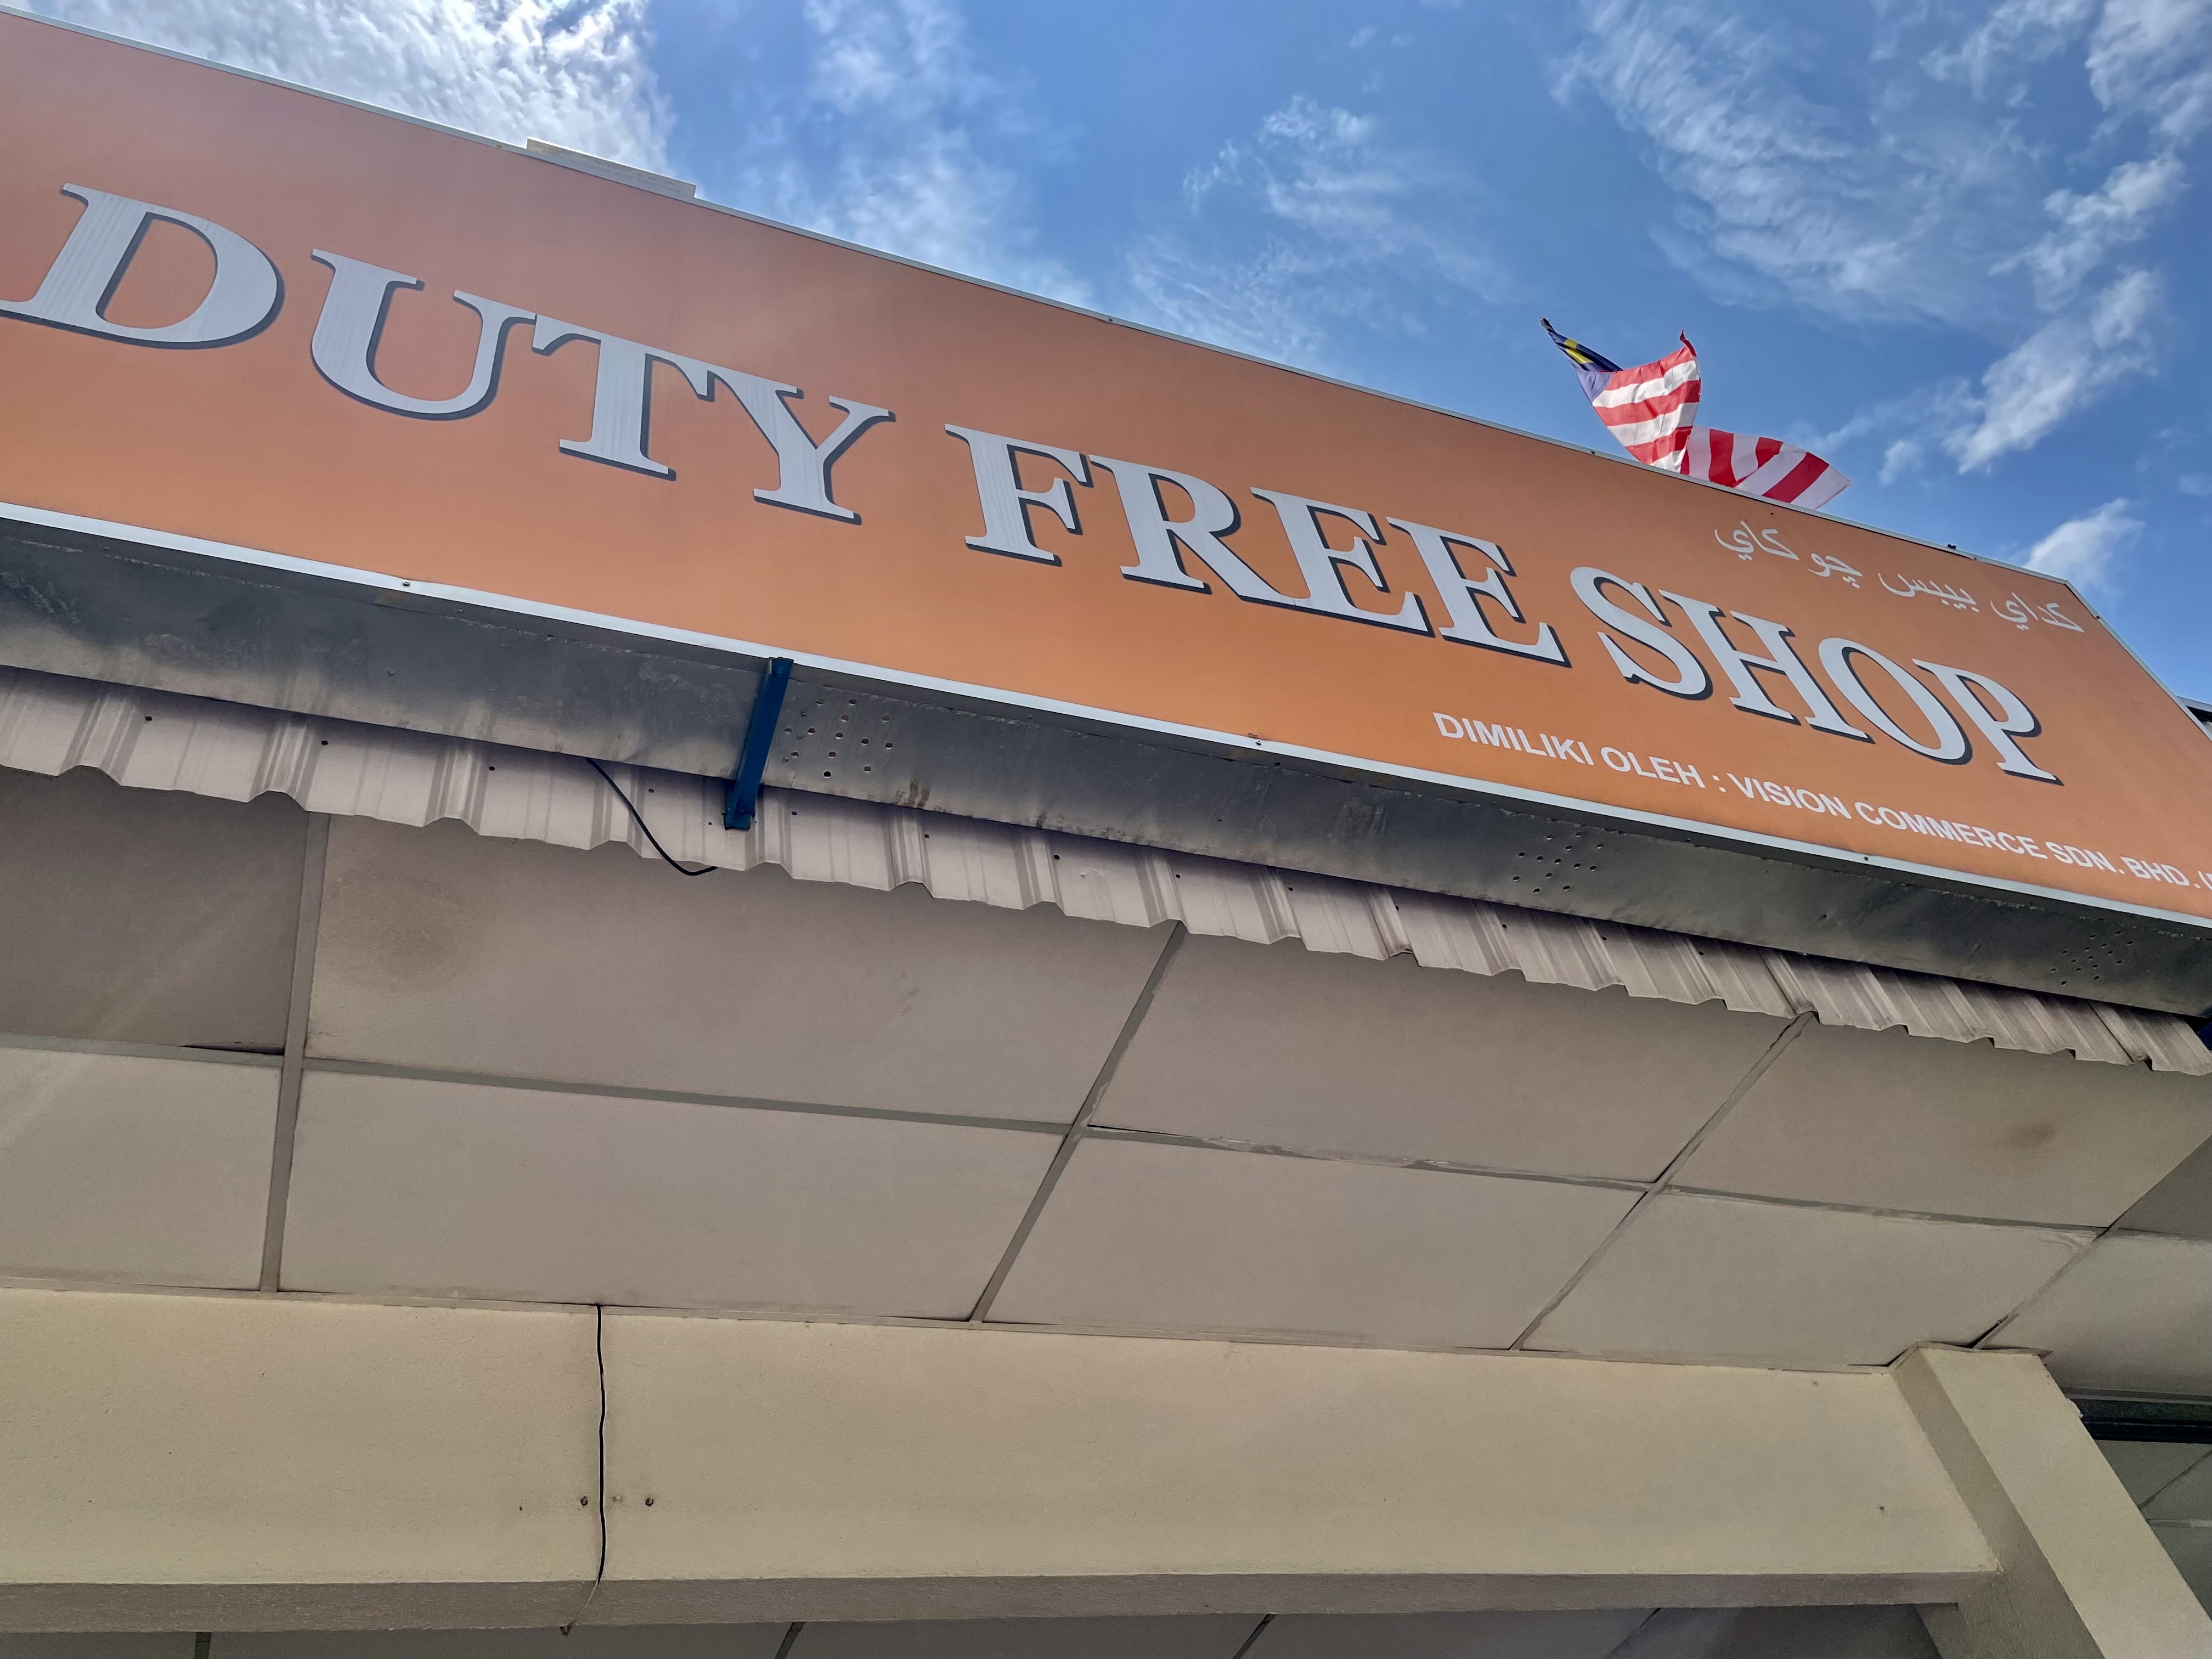 كداي بيبس چوكاي
DUTY FREE SHOP
DIMILIKI OLEH : VISION COMMERCE SDN. BHD.